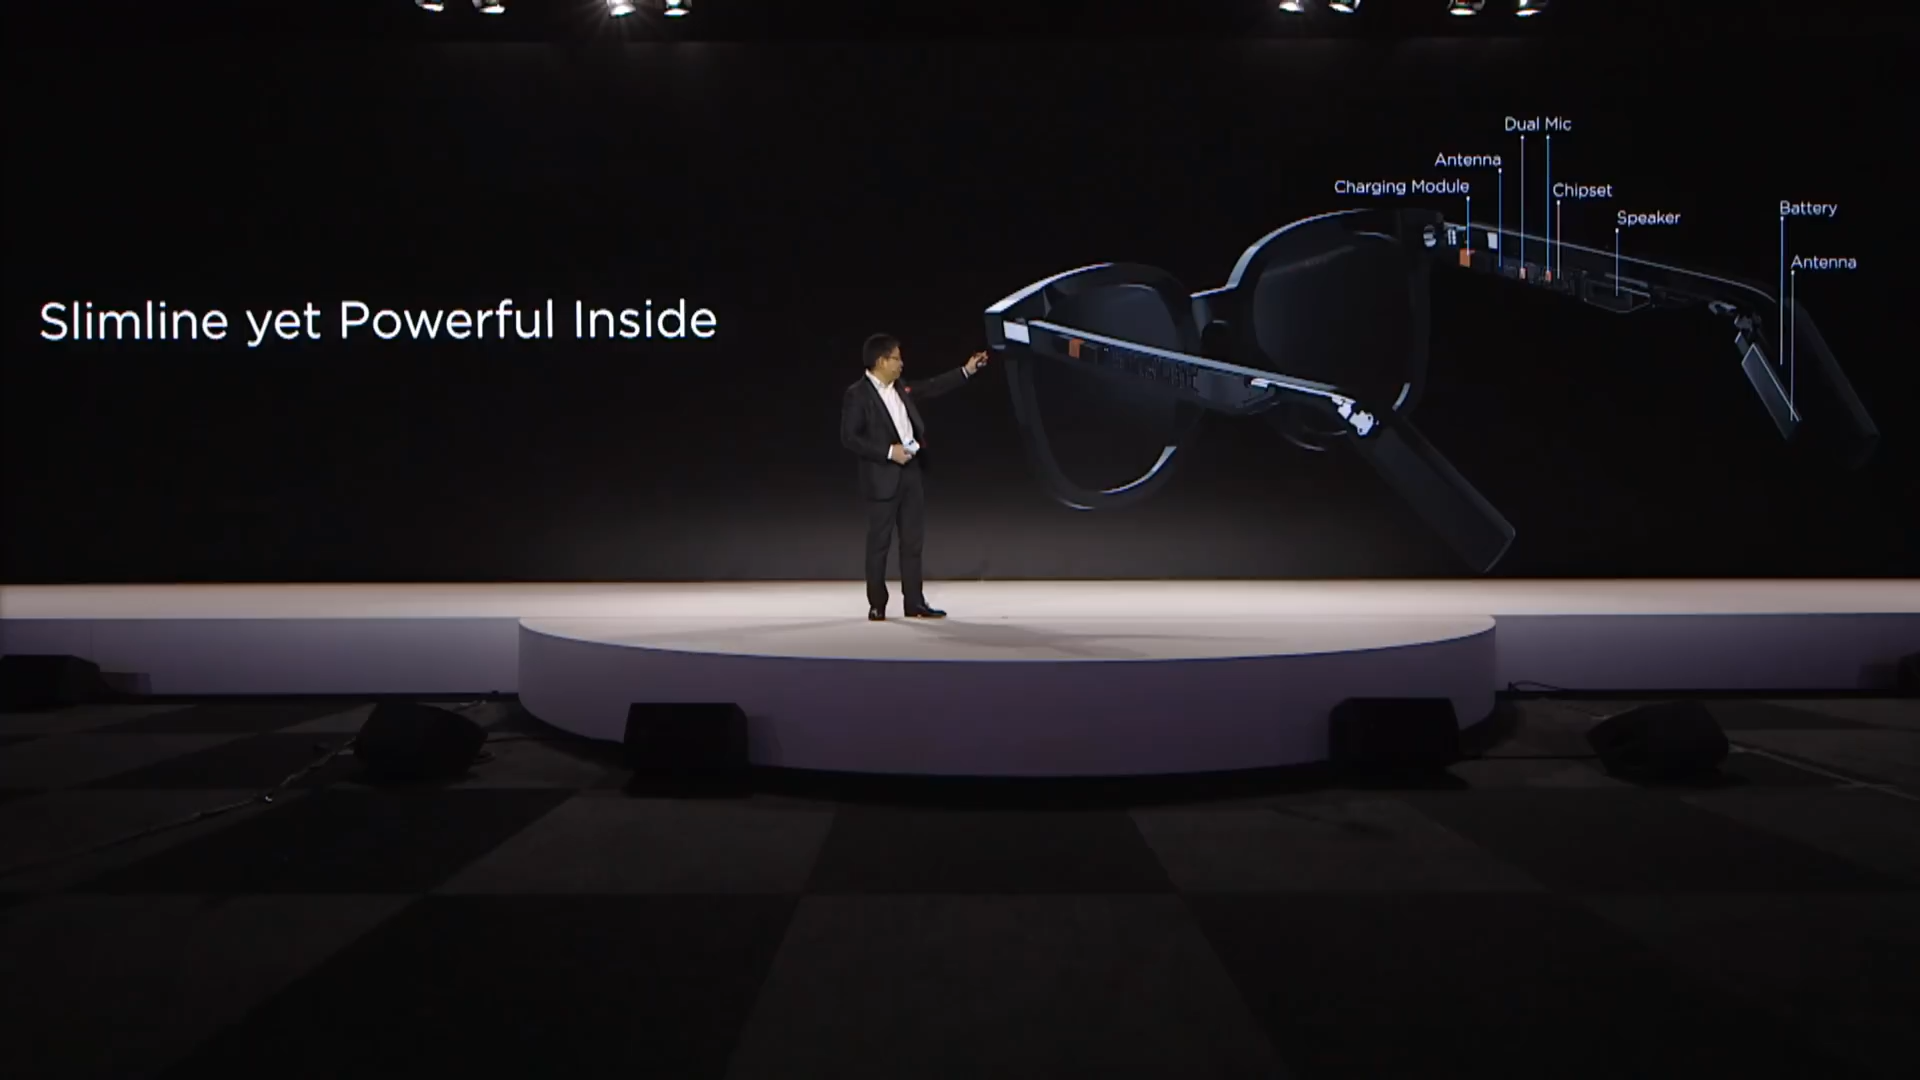 Slimline yet Powerful Inside
Dual Mic
Antenna
Charging Module
Chipset
Speaker
Battery
Antenna